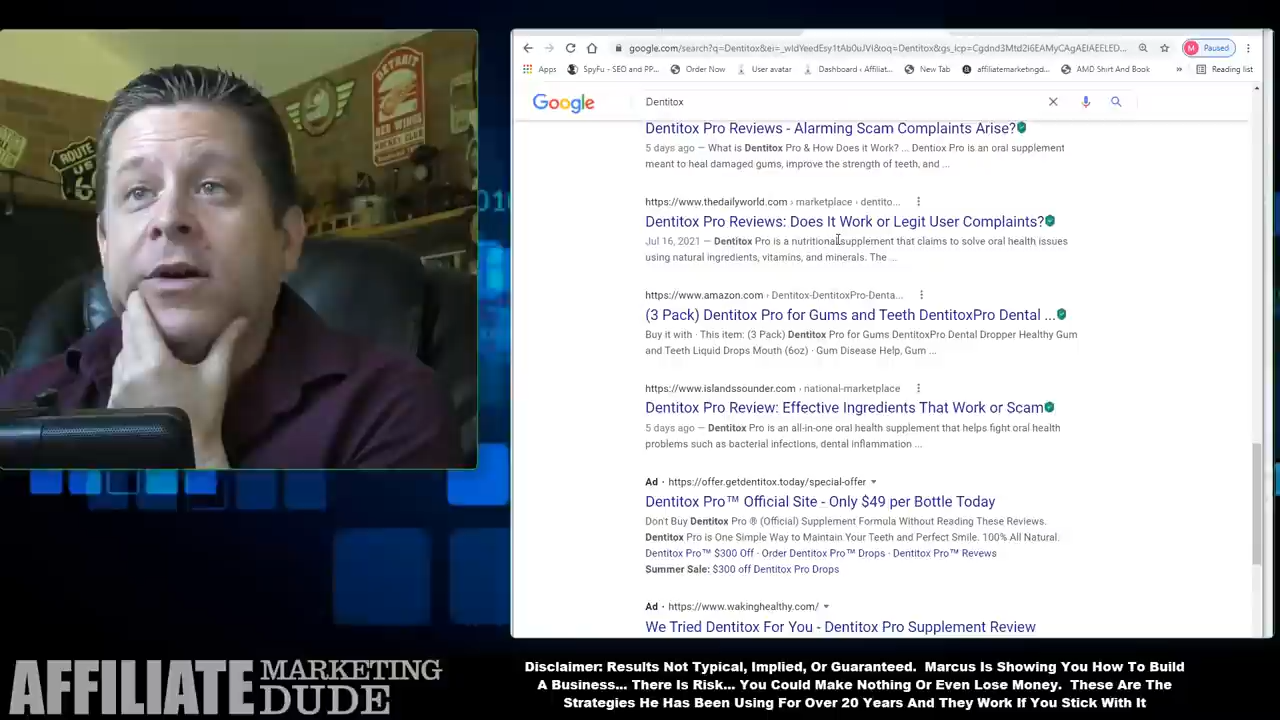 DETROIT
RED WINGS
HOCKEY CLUB
ROUTE
66
google.com/search?q=Dentitox&ei=_wIdYeedEsy1tAb0uJVI&oq=Dentitox&gs_lcp=Cgdnd3Mtd2l6EAMyCAgAEIAEELED...
M Paused
Apps
SpyFu - SEO and PP...
Order Now
User avatar
Dashboard ‹ Affiliat...
New Tab
affiliatemarketingd...
AMD Shirt And Book
»
Reading list
Google
Dentitox
Dentitox Pro Reviews - Alarming Scam Complaints Arise?
5 days ago — What is Dentitox Pro & How Does it Work? ... Dentiox Pro is an oral supplement
meant to heal damaged gums, improve the strength of teeth, and ...
https://www.thedailyworld.com › marketplace › dentito...
Dentitox Pro Reviews: Does It Work or Legit User Complaints?
Jul 16, 2021 — Dentitox Pro is a nutritional supplement that claims to solve oral health issues
using natural ingredients, vitamins, and minerals. The ...
https://www.amazon.com › Dentitox-DentitoxPro-Denta...
(3 Pack) Dentitox Pro for Gums and Teeth DentitoxPro Dental ...
Buy it with · This item: (3 Pack) Dentitox Pro for Gums DentitoxPro Dental Dropper Healthy Gum
and Teeth Liquid Drops Mouth (6oz) · Gum Disease Help, Gum ...
https://www.islandssounder.com › national-marketplace
Dentitox Pro Review: Effective Ingredients That Work or Scam
5 days ago — Dentitox Pro is an all-in-one oral health supplement that helps fight oral health
problems such as bacterial infections, dental inflammation ...
Ad · https://offer.getdentitox.today/special-offer
Dentitox Pro™ Official Site - Only $49 per Bottle Today
Don't Buy Dentitox Pro ® (Official) Supplement Formula Without Reading These Reviews.
Dentitox Pro is One Simple Way to Maintain Your Teeth and Perfect Smile. 100% All Natural.
Dentitox Pro™ $300 Off · Order Dentitox Pro™ Drops · Dentitox Pro™ Reviews
Summer Sale: $300 off Dentitox Pro Drops
Ad · https://www.wakinghealthy.com/
We Tried Dentitox For You - Dentitox Pro Supplement Review
AFFILIATE MARKETING
DUDE
Disclaimer: Results Not Typical, Implied, Or Guaranteed. Marcus Is Showing You How To Build
A Business... There Is Risk... You Could Make Nothing Or Even Lose Money. These Are The
Strategies He Has Been Using For Over 20 Years And They Work If You Stick With It